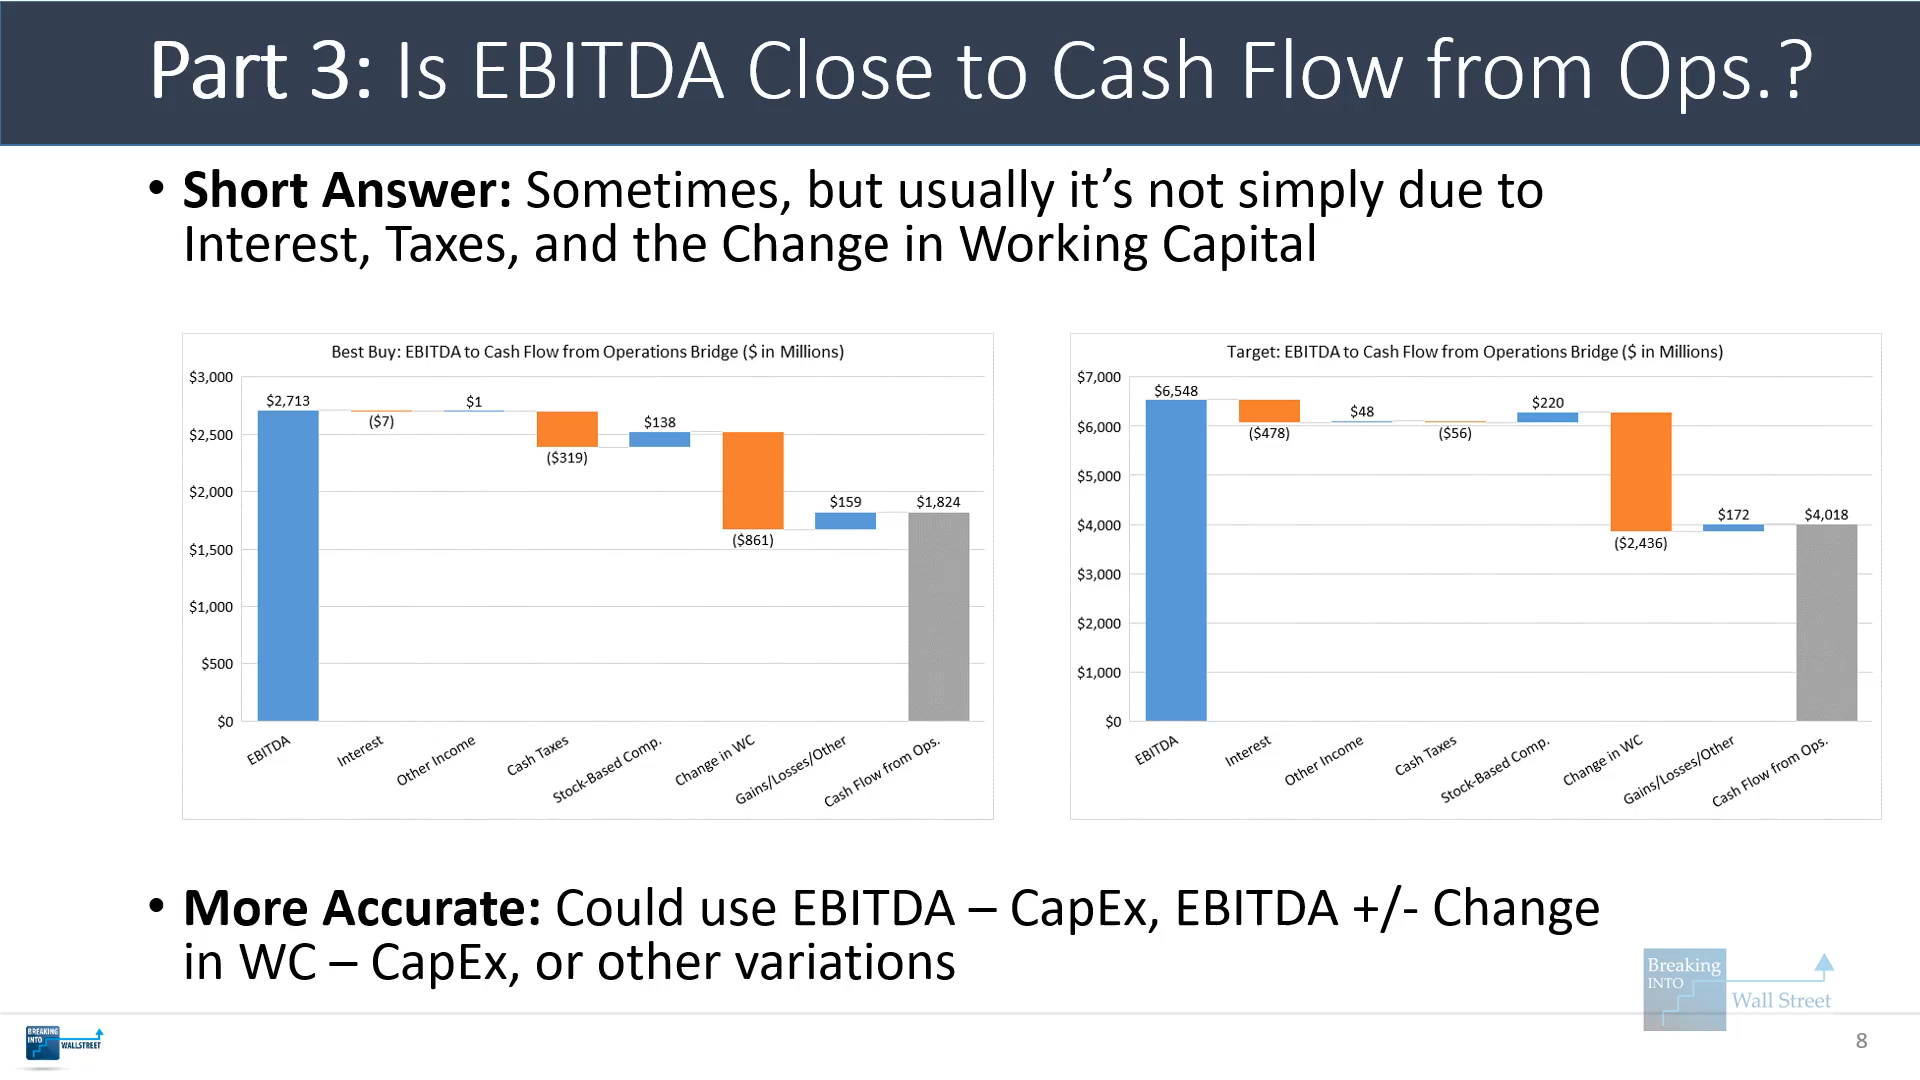 Part 3: Is EBITDA Close to Cash Flow from Ops.?
• Short Answer: Sometimes, but usually it’s not simply due to
Interest, Taxes, and the Change in Working Capital
Best Buy: EBITDA to Cash Flow from Operations Bridge ($ in Millions)
$3,000
$2,500
$2,000
$1,500
$1,000
$500
$0
$2,713
($7)
$1
($319)
$138
($861)
$159
$1,824
EBITDA
Interest
Other Income
Cash Taxes
Stock-Based Comp.
Change in WC
Gains/Losses/Other
Cash Flow from Ops.
Target: EBITDA to Cash Flow from Operations Bridge ($ in Millions)
$7,000
$6,000
$5,000
$4,000
$3,000
$2,000
$1,000
$0
$6,548
($478)
$48
($56)
$220
($2,436)
$172
$4,018
EBITDA
Interest
Other Income
Cash Taxes
Stock-Based Comp.
Change in WC
Gains/Losses/Other
Cash Flow from Ops.
• More Accurate: Could use EBITDA – CapEx, EBITDA +/- Change
in WC – CapEx, or other variations
Breaking
INTO
Wall Street
BREAKING
INTO
WALLSTREET
8